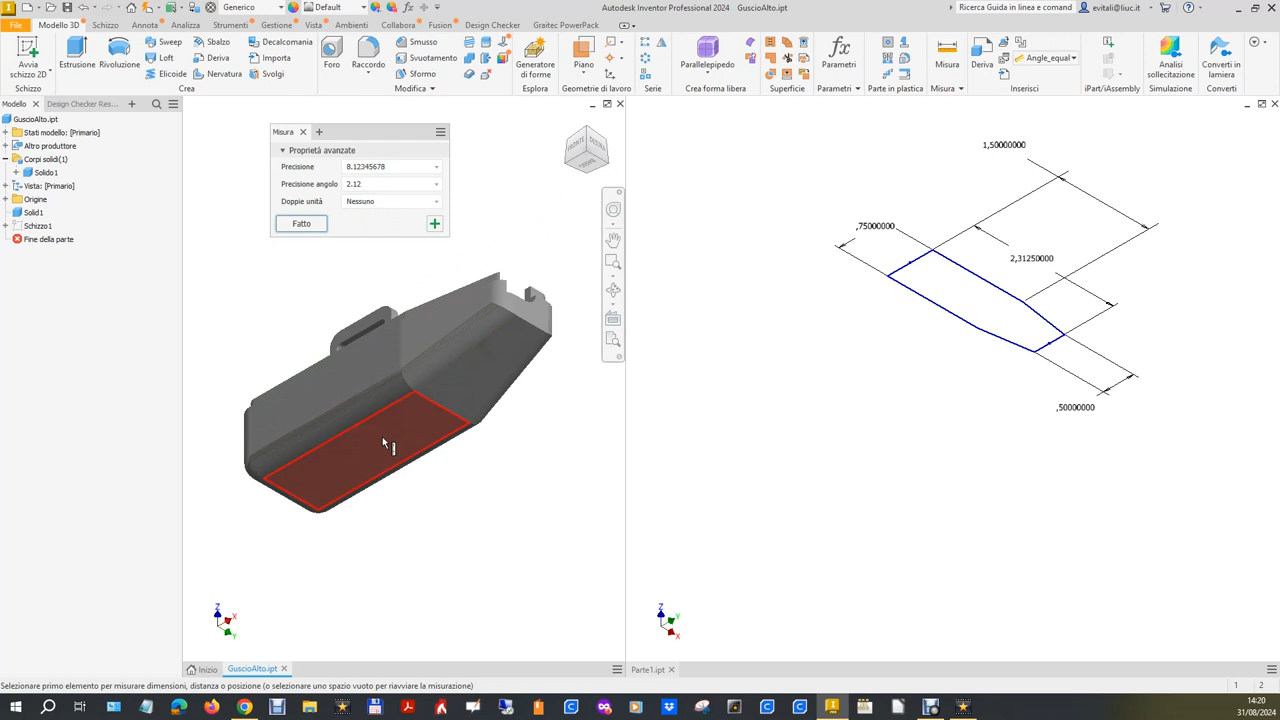 Generico
Default
Autodesk Inventor Professional 2024 GuscioAlto.ipt
Ricerca Guida in linea e comand
evitali@liuc.it
File Modello 3D Schizzo Annota Analizza Strumenti Gestione Vista Ambienti Collabora Fusion Design Checker Graitec PowerPack
Avvia schizzo 2D
Estrusione
Rivoluzione
Sweep
Loft
Elicoide
Sbalzo
Deriva
Nervatura
Decalcomania
Importa
Svolgi
Foro
Raccordo
Smusso
Svuotamento
Sformo
Generatore di forme
Piano
Parallelepipedo
Parametri
Misura
Deriva
Angle_equal
Analisi sollecitazione
Converti in lamiera
Schizzo Crea Modifica Esplora Geometrie di lavoro Serie Crea forma libera Superficie Parametri Parte in plastica Misura Inserisci iPart/iAssembly Simulazione Converti
Modello Design Checker Res...
GuscioAlto.ipt
Stati modello: [Primario]
Altro produttore
Corpi solidi(1)
Solido1
Vista: [Primario]
Origine
Solid1
Schizzo1
Fine della parte
Misura
Proprietà avanzate
Precisione 8.12345678
Precisione angolo 2.12
Doppie unità Nessuno
Fatto
FRONTE
DESTRA
1,50000000
,75000000
2,31250000
,50000000
Z
X
Y
Z
Y
X
Inizio GuscioAlto.ipt
Parte1.ipt
Selezionare primo elemento per misurare dimensioni, distanza o posizione (o selezionare uno spazio vuoto per riavviare la misurazione)
1 2
14:20
31/08/2024